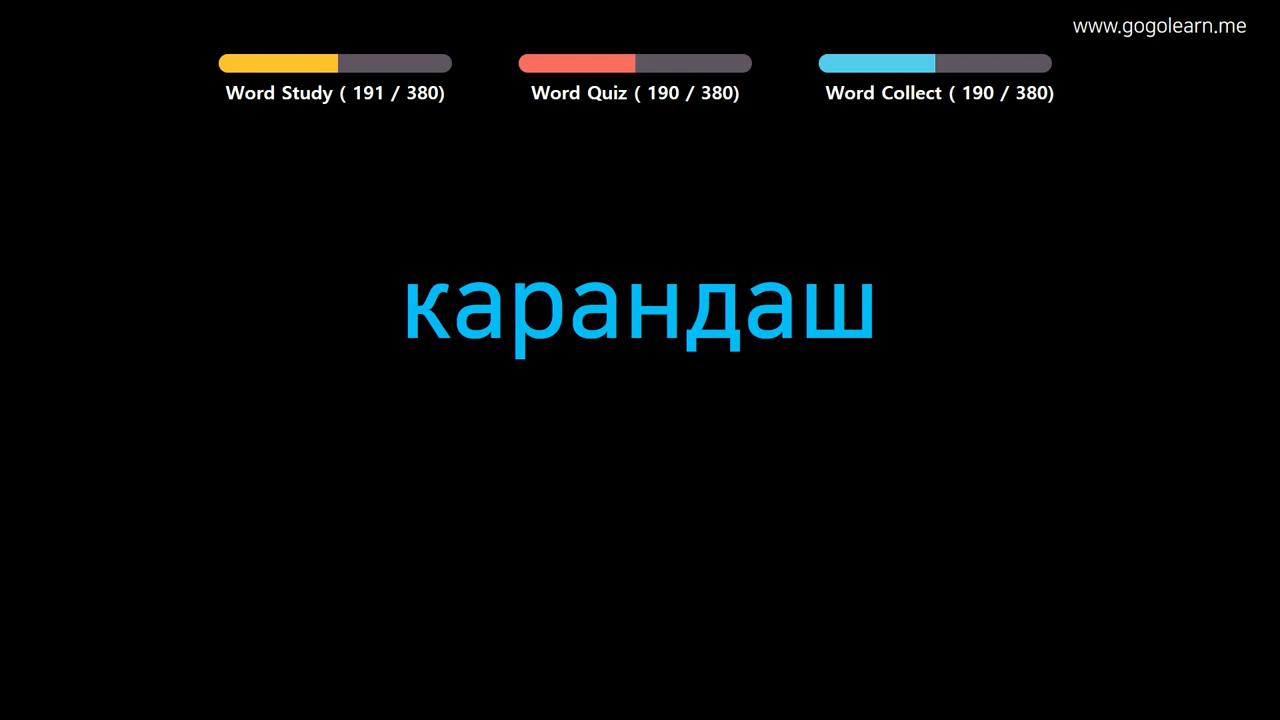 www.gogolearn.me
Word Study ( 191 / 380)
Word Quiz ( 190 / 380)
Word Collect ( 190 / 380)
карандаш